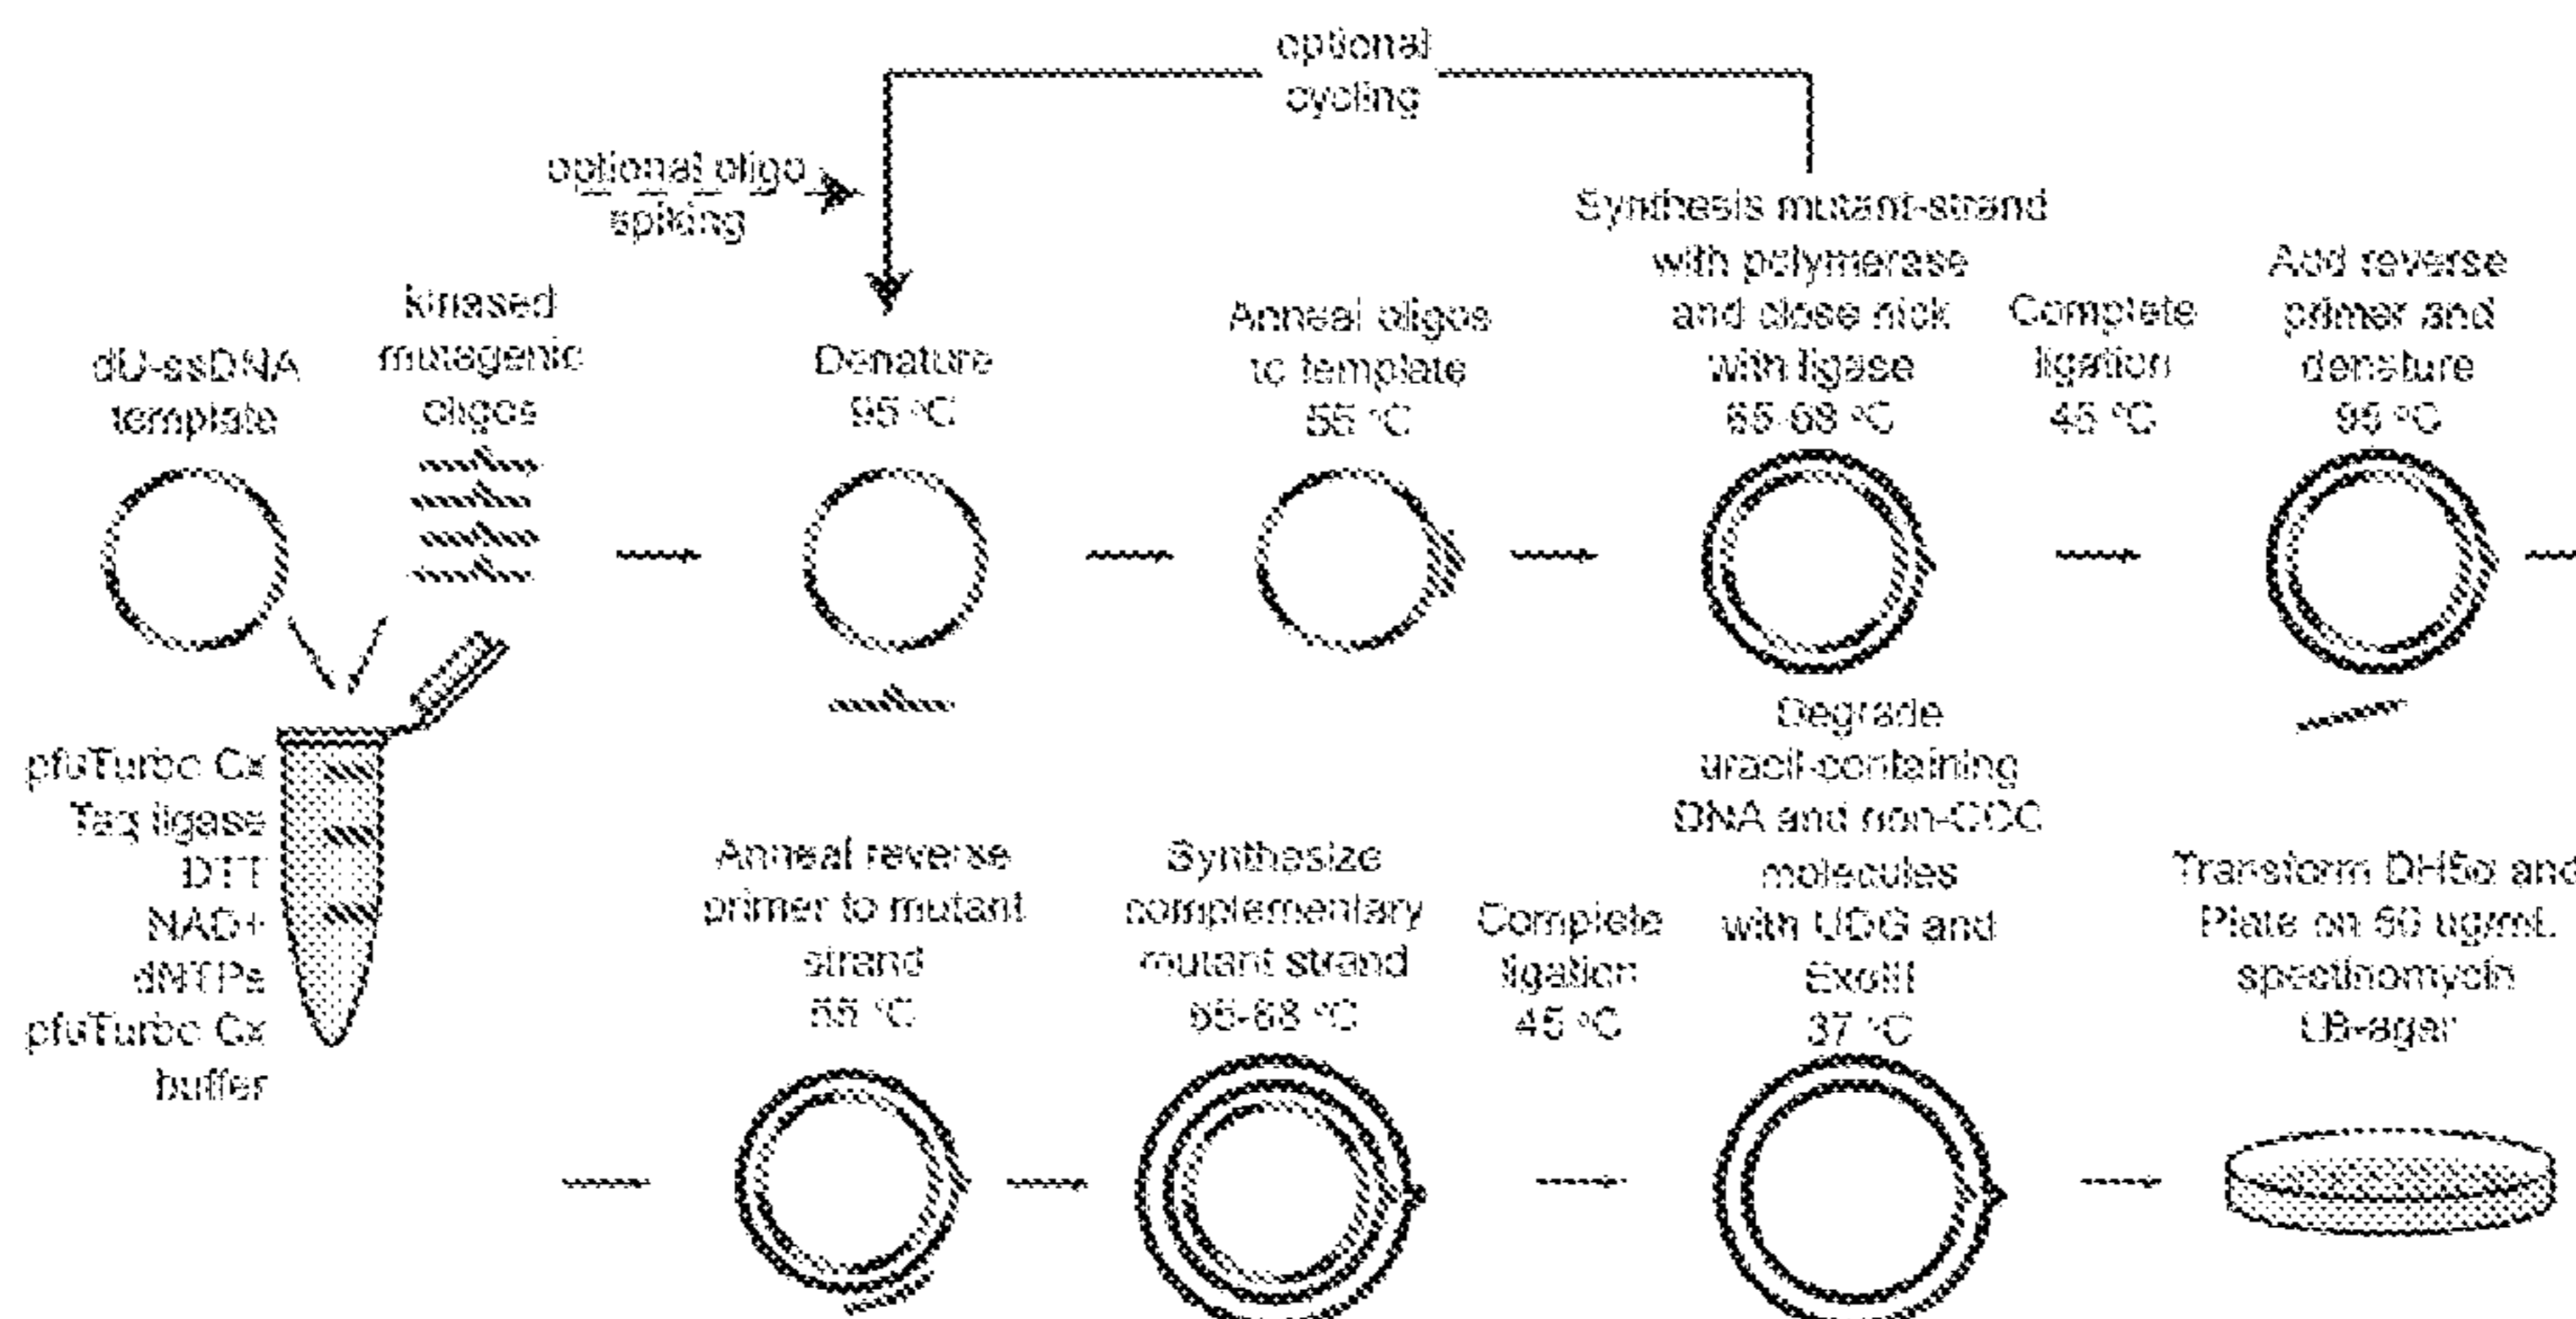 optional
cycling
optional oligo
spiking
dU-ssDNA
template
kinased
mutagenic
oligos
Denature
95 °C
Anneal oligos
to template
55 °C
Synthesis mutant-strand
with polymerase
and close nick
with ligase
65-68 °C
Complete
ligation
45 °C
Add reverse
primer and
denature
95 °C
pfuTurbo Cx
Taq ligase
DTT
NAD+
dNTPs
pfuTurbo Cx
buffer
Anneal reverse
primer to mutant
strand
55 °C
Synthesize
complementary
mutant strand
65-68 °C
Complete
ligation
45 °C
Degrade
uracil-containing
DNA and non-CCC
molecules
with UDG and
ExoIII
37 °C
Transform DH5α and
Plate on 50 ug/mL
spectinomycin
LB-agar